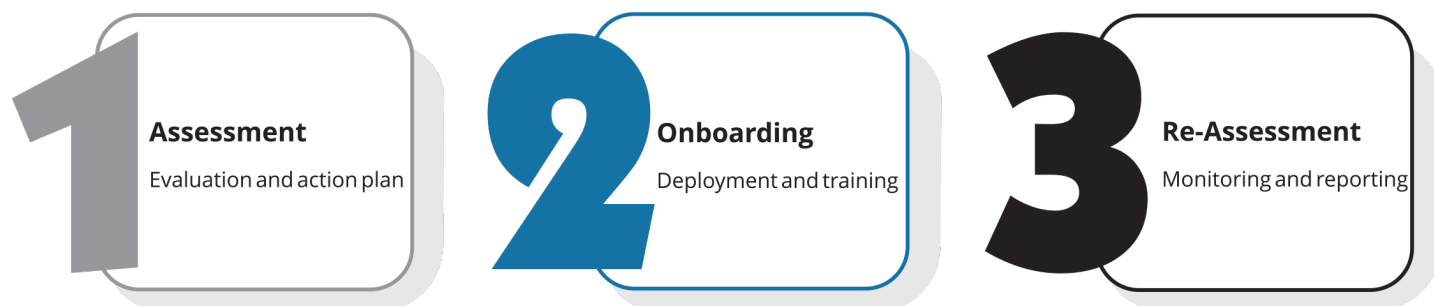 1
Assessment
Evaluation and action plan
2
Onboarding
Deployment and training
3
Re-Assessment
Monitoring and reporting